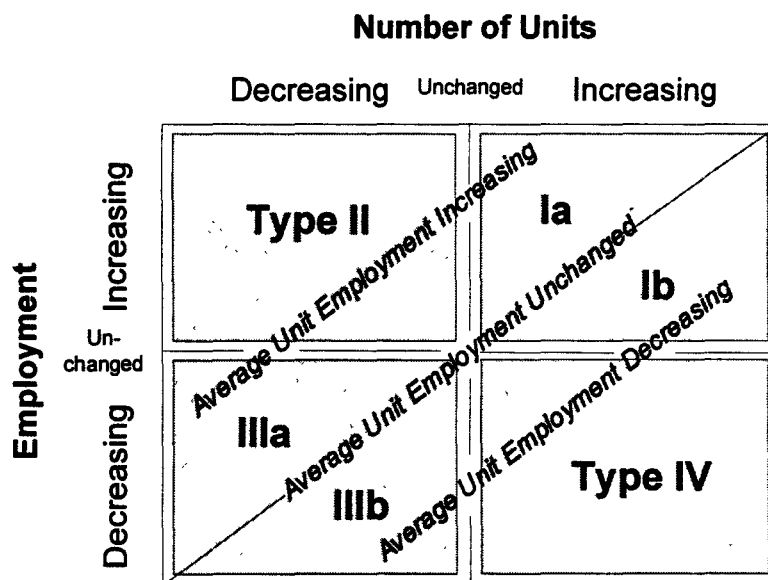 Number of Units
Decreasing Unchanged Increasing
Employment
Increasing
Un-
changed
Decreasing
Type II
Ia
Ib
IIIa
IIIb
Type IV
Average Unit Employment Increasing
Average Unit Employment Unchanged
Average Unit Employment Decreasing